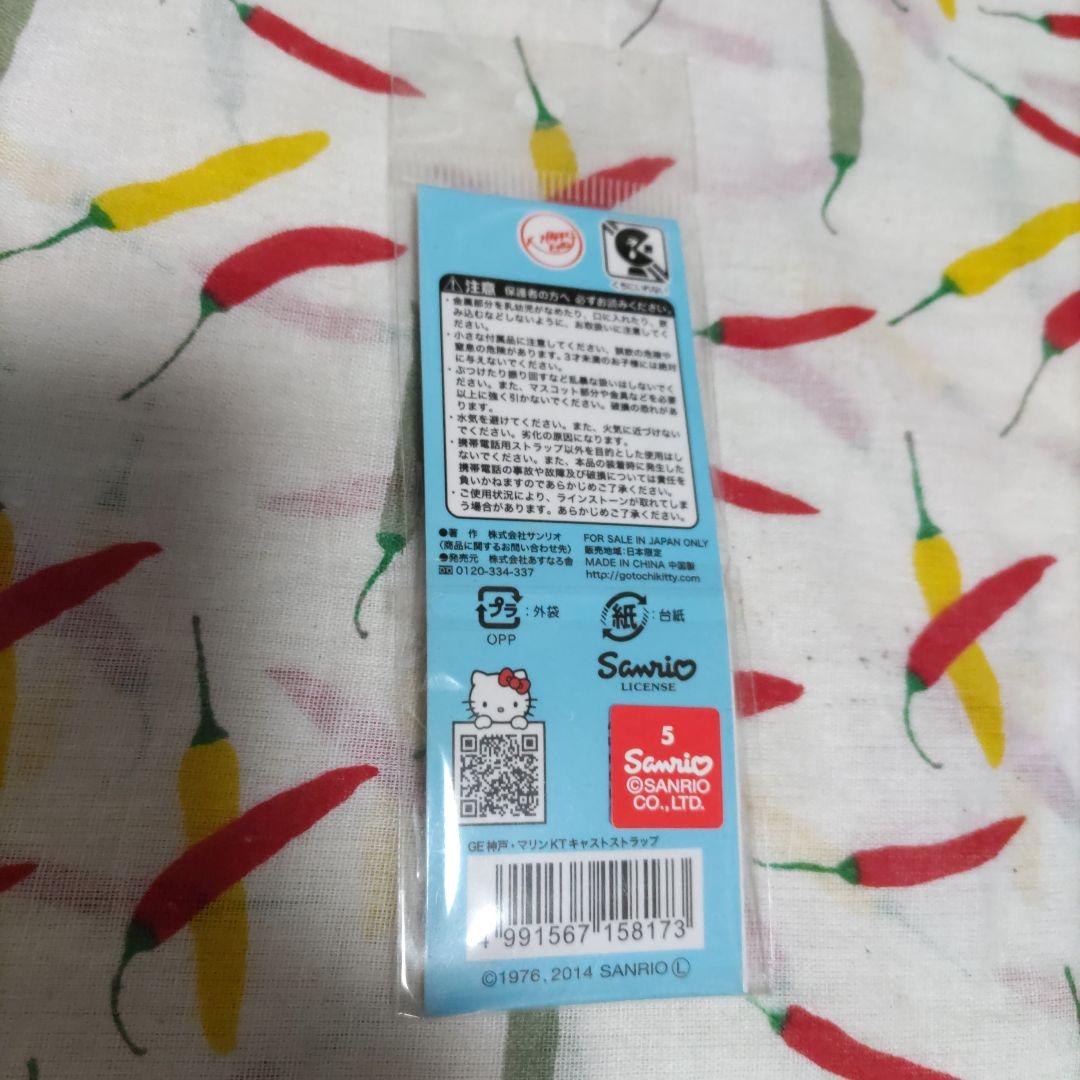 Happy Kitty
くちにいれない
注意 保護者の方へ 必ずお読みください。
・金属部分を乳幼児がなめたり、口に入れたり、飲
み込むなどしないように、お取扱いに注意してく
ださい。
・小さな付属品に注意してください、誤飲の危険や
窒息の危険があります。3才未満のお子様には絶対
に与えないでください。
・ぶつけたり振り回すなど乱暴な扱いはしないでく
ださい。また、マスコット部分や金具などを必要
以上に強く引かないでください。破損の恐れがあ
ります。
・水気を避けてください。また、火気に近づけない
でください。劣化の原因になります。
・携帯電話用ストラップ以外を目的とした使用はし
ないでください。また、本品の装着時に発生した
携帯電話の事故や故障及び破損については責任を
負いかねますのであらかじめご了承ください。
・ご使用状況により、ラインストーンが取れてしま
う場合があります。あらかじめご了承ください。
●著 作 株式会社サンリオ
〈商品に関するお問い合わせ先〉
●発売元 株式会社あすなろ舎
0120-334-337
FOR SALE IN JAPAN ONLY
販売地域:日本限定
MADE IN CHINA 中国製
http://gotochikitty.com
プラ:外袋
OPP
紙:台紙
Sanrio
LICENSE
5
Sanrio
©SANRIO
CO.,LTD.
GE 神戸・マリンKTキャストストラップ
4 991567 158173
©1976, 2014 SANRIO Ⓛ